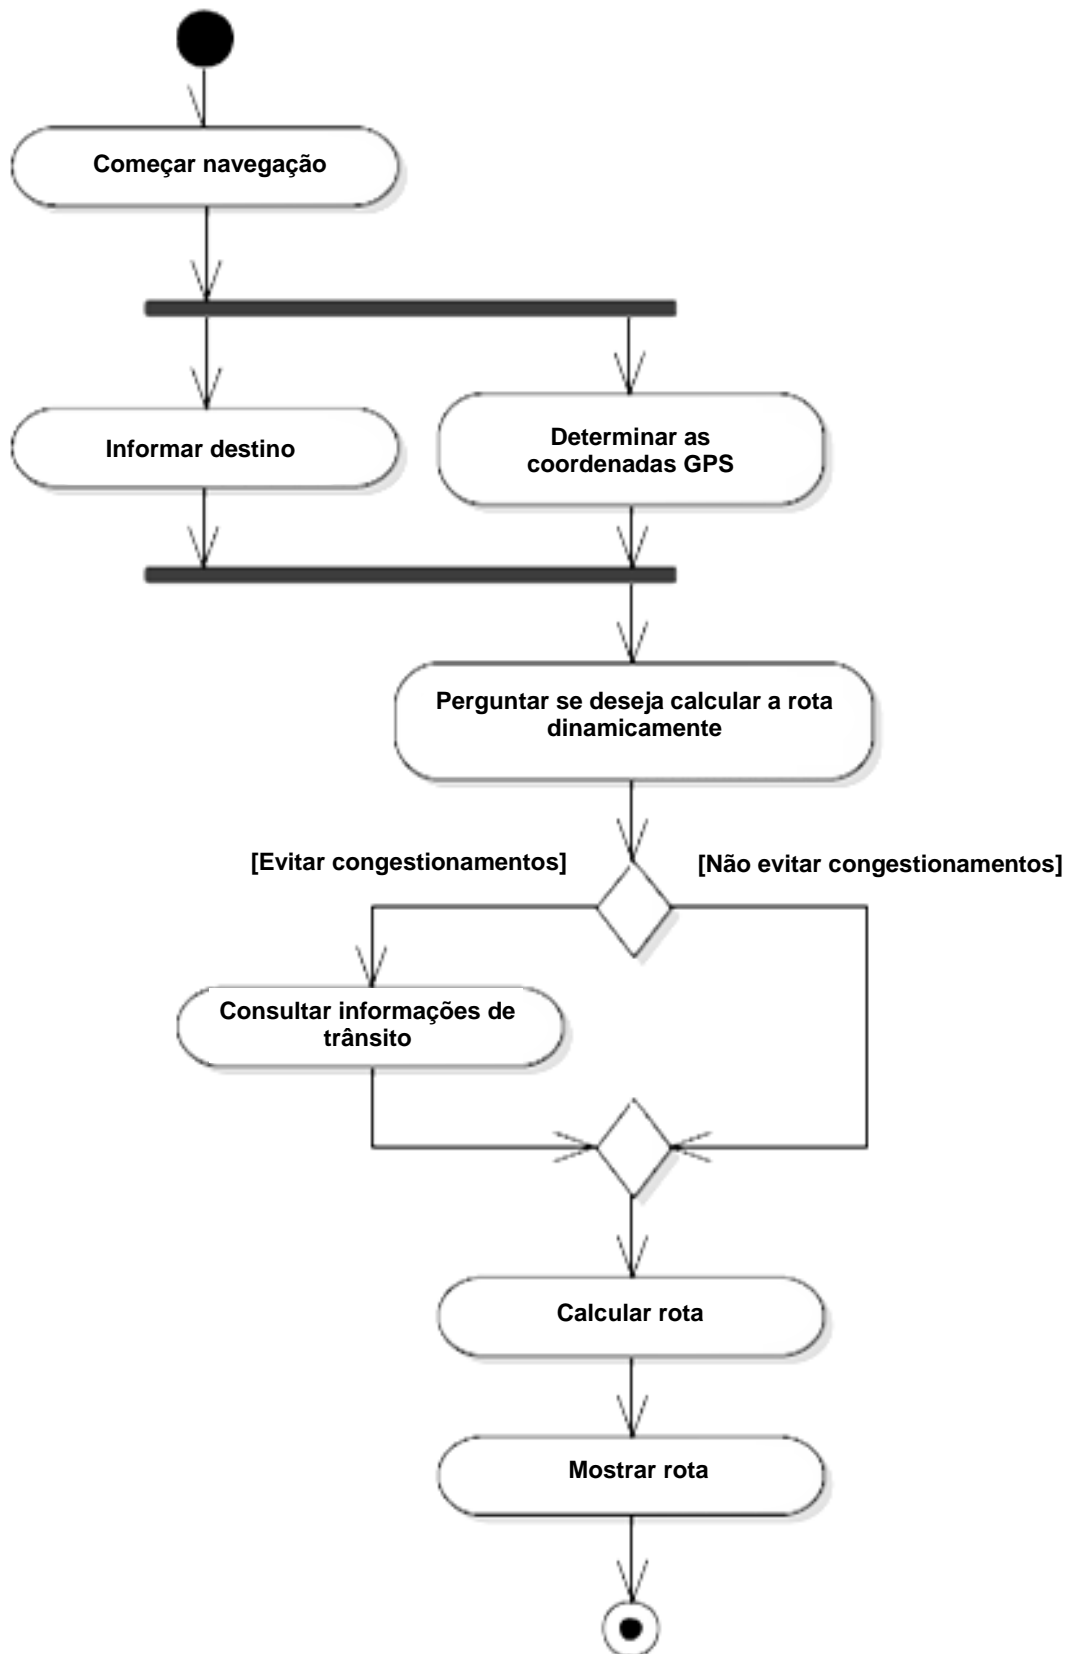 Começar navegação
Informar destino
Determinar as
coordenadas GPS
Perguntar se deseja calcular a rota
dinamicamente
[Evitar congestionamentos]
[Não evitar congestionamentos]
Consultar informações de
trânsito
Calcular rota
Mostrar rota